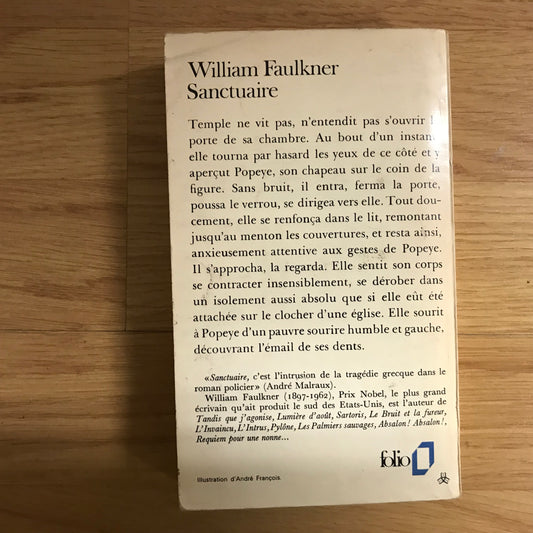 William Faulkner
Sanctuaire
Temple ne vit pas, n'entendit pas s'ouvrir l
porte de sa chambre. Au bout d'un instant
elle tourna par hasard les yeux de ce côté et y
aperçut Popeye, son chapeau sur le coin de la
figure. Sans bruit, il entra, ferma la porte,
poussa le verrou, se dirigea vers elle. Tout dou-
cement, elle se renfonça dans le lit, remontant
jusqu'au menton les couvertures, et resta ainsi,
anxieusement attentive aux gestes de Popeye.
Il s'approcha, la regarda. Elle sentit son corps
se contracter insensiblement, se dérober dans
un isolement aussi absolu que si elle eût été
attachée sur le clocher d'une église. Elle sourit
à Popeye d'un pauvre sourire humble et gauche,
découvrant l'émail de ses dents.
«Sanctuaire, c'est l'intrusion de la tragédie grecque dans le
roman policier» (André Malraux).
William Faulkner (1897-1962), Prix Nobel, le plus grand
écrivain qu'ait produit le sud des Etats-Unis, est l'auteur de
Tandis que j'agonise, Lumière d'août, Sartoris, Le Bruit et la fureur,
L'Invaincu, L'Intrus, Pylône, Les Palmiers sauvages, Absalon! Absalon!,
Requiem pour une nonne...
folio
Illustration d'André François.